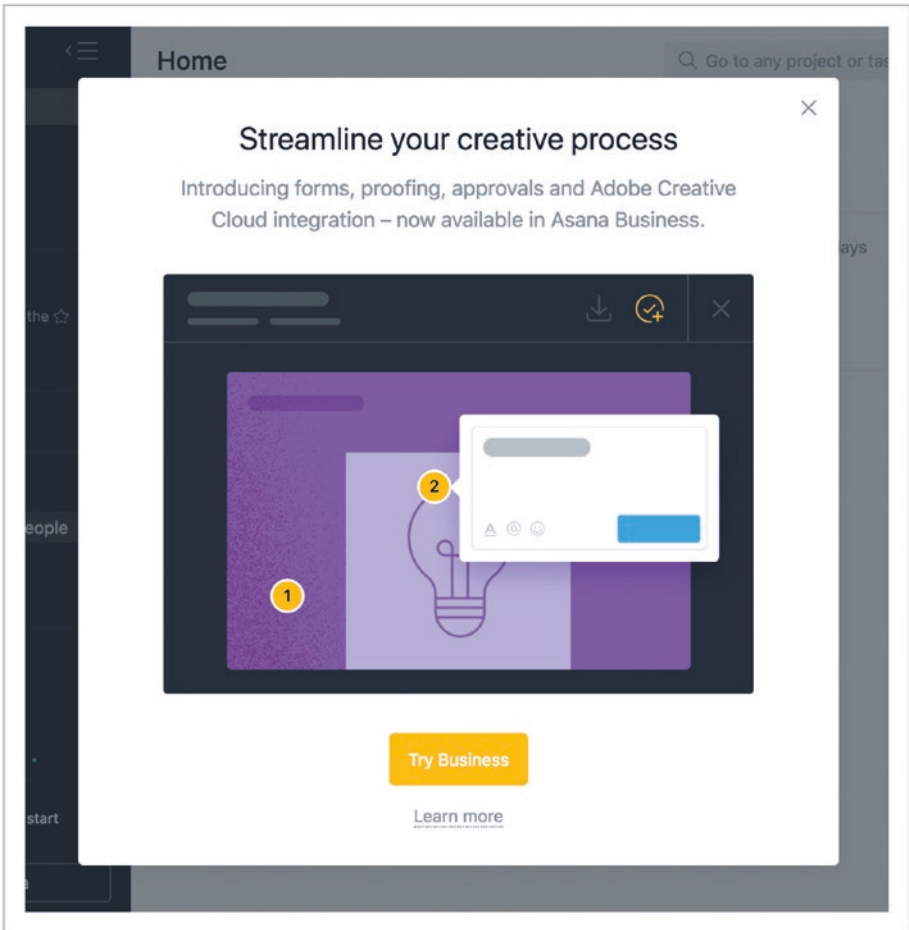 Home
Go to any project or tas
Streamline your creative process
Introducing forms, proofing, approvals and Adobe Creative
Cloud integration – now available in Asana Business.
ays
the
2
eople
1
Try Business
Learn more
start